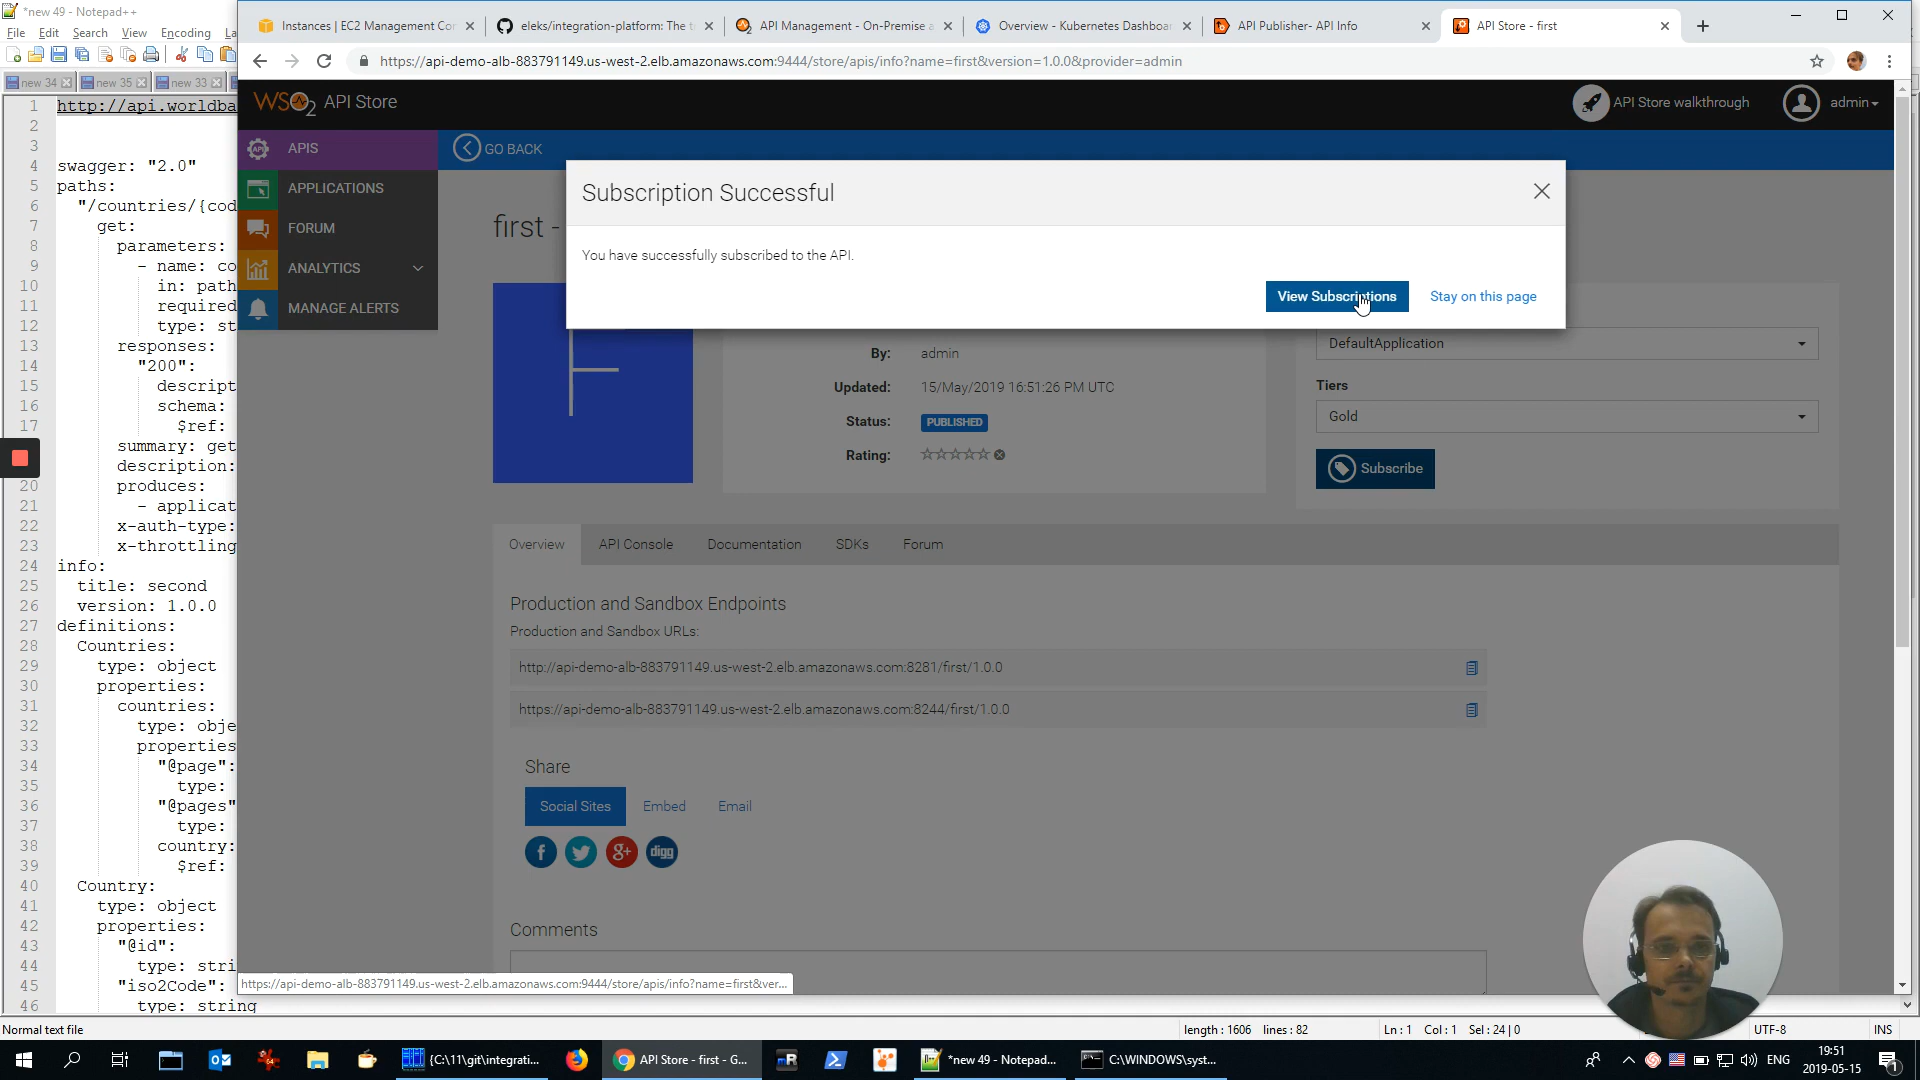 *new 49 - Notepad++
File Edit Search View Encoding La
new 34 new 35 new 33
1 http://api.worldba
2
3
4 swagger: "2.0"
5 paths:
6 "/countries/{cod
7 get:
8 parameters:
9 - name: co
10 in: path
11 required
12 type: st
13 responses:
14 "200":
15 descript
16 schema:
17 $ref:
summary: get
description:
20 produces:
21 - applicat
22 x-auth-type:
23 x-throttling
24 info:
25 title: second
26 version: 1.0.0
27 definitions:
28 Countries:
29 type: object
30 properties:
31 countries:
32 type: obje
33 properties
34 "@page":
35 type:
36 "@pages"
37 type:
38 country:
39 $ref:
40 Country:
41 type: object
42 properties:
43 "@id":
44 type: stri
45 "iso2Code":
46 type: string
Instances | EC2 Management Con
eleks/integration-platform: The t
API Management - On-Premise a
Overview - Kubernetes Dashboar
API Publisher- API Info
API Store - first
https://api-demo-alb-883791149.us-west-2.elb.amazonaws.com:9444/store/apis/info?name=first&version=1.0.0&provider=admin
WSO2 API Store
API Store walkthrough
admin
APIS
APPLICATIONS
FORUM
ANALYTICS
MANAGE ALERTS
GO BACK
first -
Subscription Successful
You have successfully subscribed to the API.
View Subscriptions Stay on this page
By: admin
Updated: 15/May/2019 16:51:26 PM UTC
Status: PUBLISHED
Rating:
DefaultApplication
Tiers
Gold
Subscribe
Overview API Console Documentation SDKs Forum
Production and Sandbox Endpoints
Production and Sandbox URLs:
http://api-demo-alb-883791149.us-west-2.elb.amazonaws.com:8281/first/1.0.0
https://api-demo-alb-883791149.us-west-2.elb.amazonaws.com:8244/first/1.0.0
Share
Social Sites Embed Email
f g+ digg
Comments
https://api-demo-alb-883791149.us-west-2.elb.amazonaws.com:9444/store/apis/info?name=first&ver...
Normal text file length : 1606 lines : 82 Ln : 1 Col : 1 Sel : 24 | 0 UTF-8 INS
{C:\11\git\integrati... API Store - first - G... mR *new 49 - Notepad... C:\WINDOWS\syst... ENG
19:51
2019-05-15
1